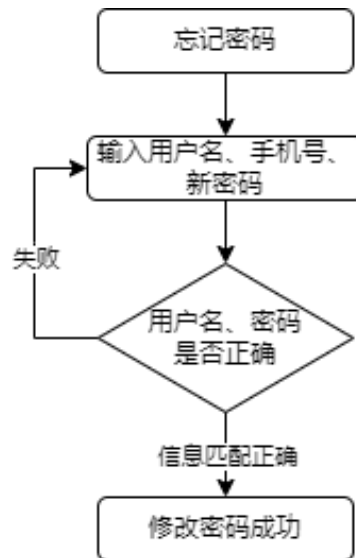 忘记密码
输入用户名、手机号、
新密码
失败
用户名、密码
是否正确
信息匹配正确
修改密码成功